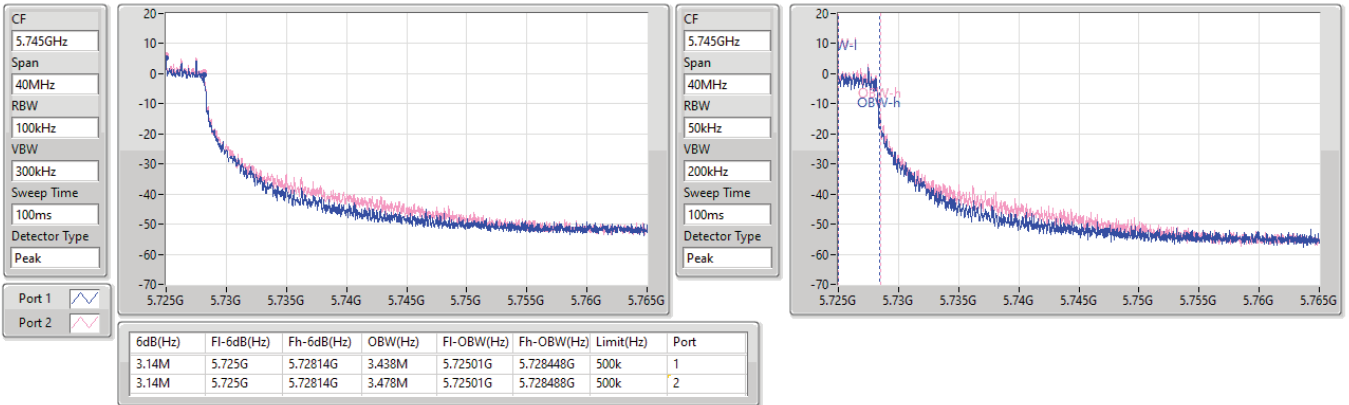 CF
5.745GHz
Span
40MHz
RBW
100kHz
VBW
300kHz
Sweep Time
100ms
Detector Type
Peak
Port 1
Port 2
20
10
0
-10
-20
-30
-40
-50
-60
-70
5.725G 5.73G 5.735G 5.74G 5.745G 5.75G 5.755G 5.76G 5.765G
CF
5.745GHz
Span
40MHz
RBW
50kHz
VBW
200kHz
Sweep Time
100ms
Detector Type
Peak
20
10
0
-10
-20
-30
-40
-50
-60
-70
W-l
OBW-h
OBW-h
5.725G 5.73G 5.735G 5.74G 5.745G 5.75G 5.755G 5.76G 5.765G
6dB(Hz) Fl-6dB(Hz) Fh-6dB(Hz) OBW(Hz) Fl-OBW(Hz) Fh-OBW(Hz) Limit(Hz) Port
3.14M 5.725G 5.72814G 3.438M 5.72501G 5.728448G 500k 1
3.14M 5.725G 5.72814G 3.478M 5.72501G 5.728488G 500k 2